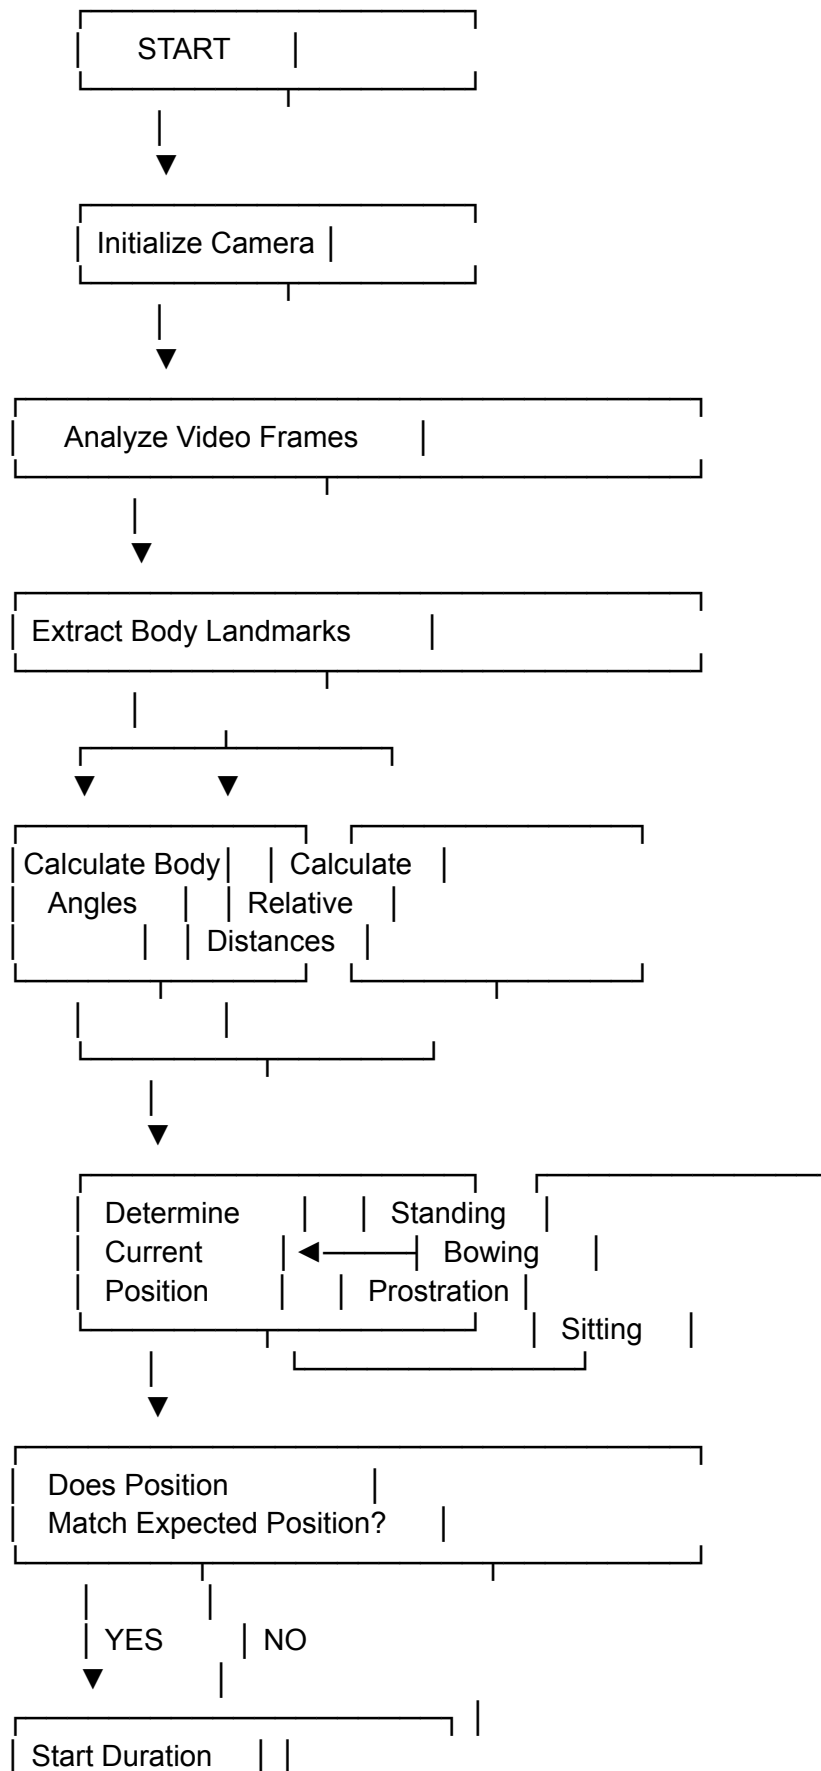 START
Initialize Camera
Analyze Video Frames
Extract Body Landmarks
Calculate Body Calculate
Angles Relative
Distances
Determine Standing
Current Bowing
Position Prostration
Sitting
Does Position
Match Expected Position?
YES NO
Start Duration